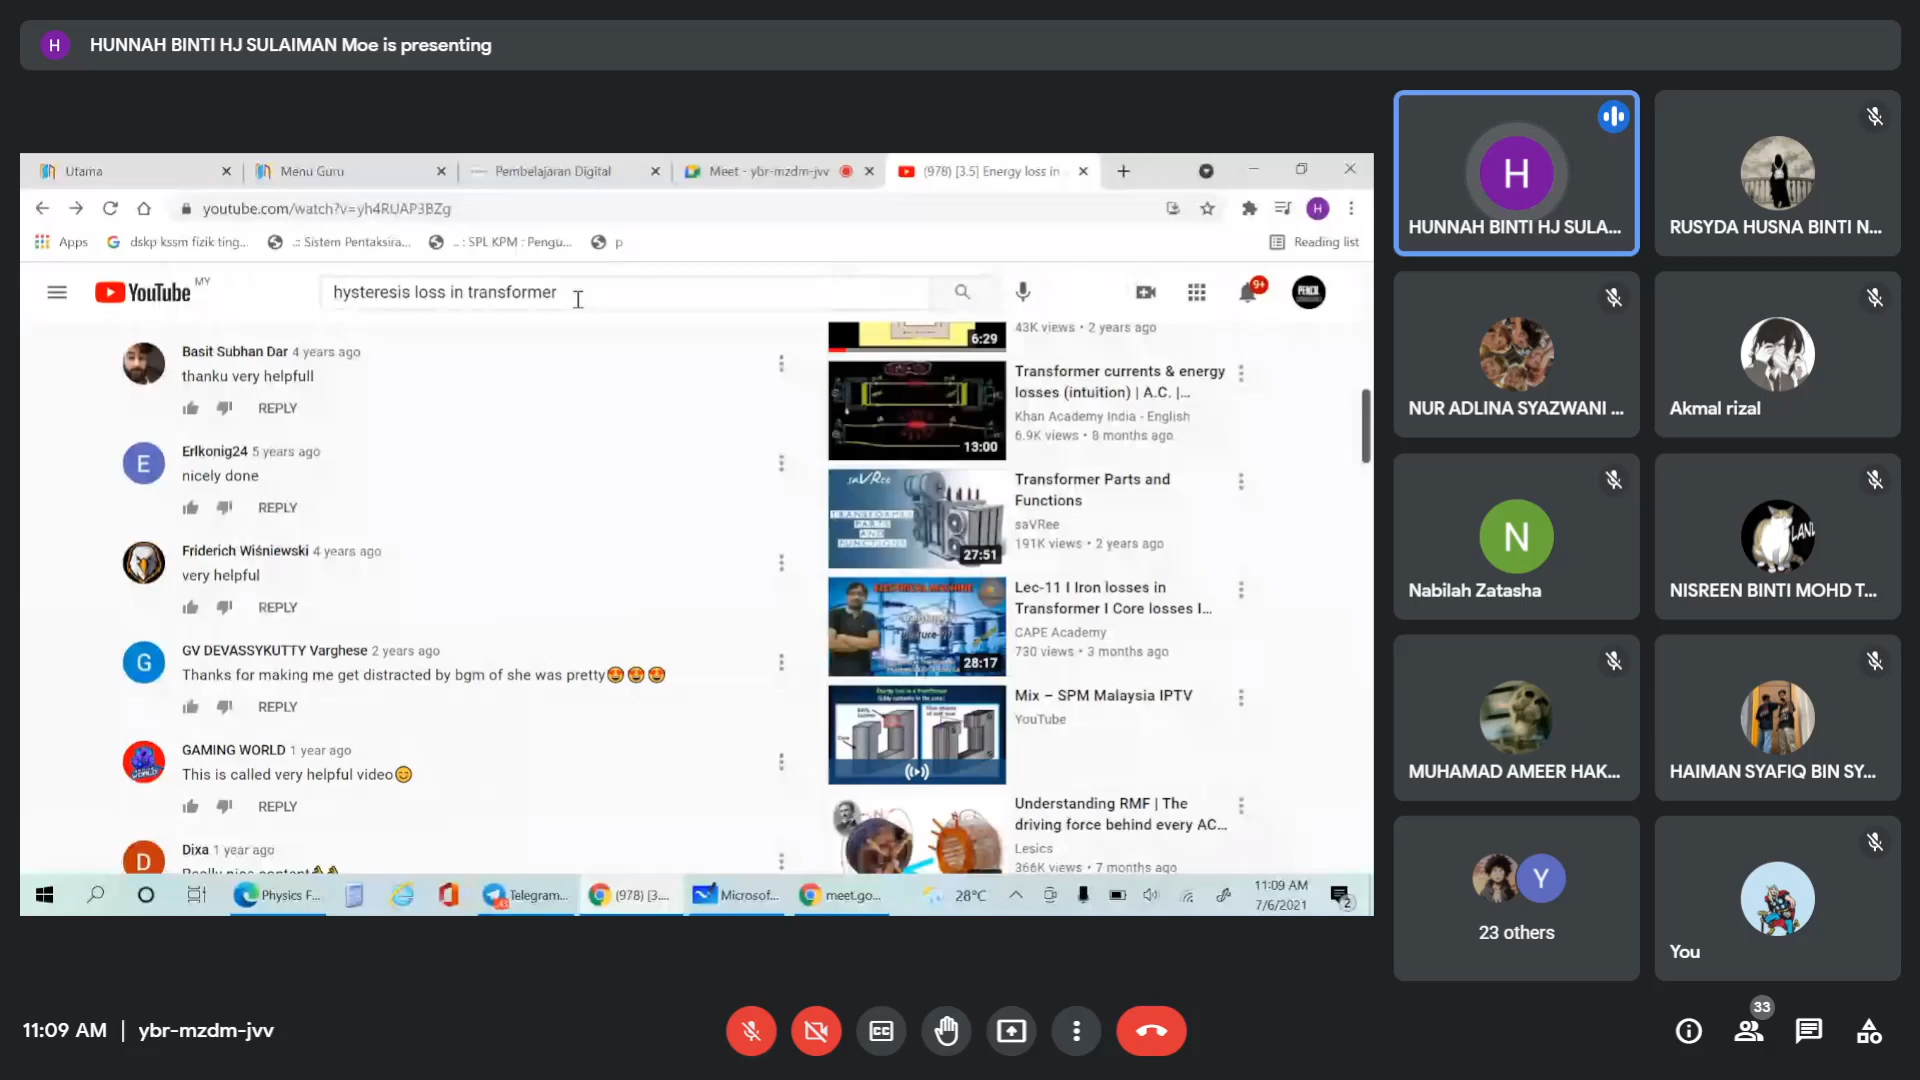 H HUNNAH BINTI HJ SULAIMAN Moe is presenting
Utama
Menu Guru
Pembelajaran Digital
Meet - ybr-mzdm-jvv
(978) [3.5] Energy loss in
youtube.com/watch?v=yh4RUAP3BZg
H
Apps
dskp kssm fizik ting...
.:: Sistem Pentaksira...
.. : SPL KPM : Pengu...
p
Reading list
YouTube MY
hysteresis loss in transformer
9+
Basit Subhan Dar 4 years ago
thanku very helpfull
REPLY
E
Erlkonig24 5 years ago
nicely done
REPLY
Friderich Wiśniewski 4 years ago
very helpful
REPLY
G
GV DEVASSYKUTTY Varghese 2 years ago
Thanks for making me get distracted by bgm of she was pretty😍😍😍
REPLY
GAMING WORLD 1 year ago
This is called very helpful video😊
REPLY
D
Dixa 1 year ago
6:29
43K views • 2 years ago
13:00
Transformer currents & energy
losses (intuition) | A.C. |...
Khan Academy India - English
6.9K views • 8 months ago
saVRee
TRANSFORMER
PARTS
AND
FUNCTIONS
27:51
Transformer Parts and
Functions
saVRee
191K views • 2 years ago
ELECTRICAL MACHINE
28:17
Lec-11 I Iron losses in
Transformer I Core losses I...
CAPE Academy
730 views • 3 months ago
Mix – SPM Malaysia IPTV
YouTube
Understanding RMF | The
driving force behind every AC...
Lesics
366K views • 7 months ago
Physics F...
Telegram...
(978) [3....
Microsof...
meet.go...
28°C
11:09 AM
7/6/2021
2
H
HUNNAH BINTI HJ SULA...
RUSYDA HUSNA BINTI N...
NUR ADLINA SYAZWANI ...
Akmal rizal
N
Nabilah Zatasha
NISREEN BINTI MOHD T...
MUHAMAD AMEER HAK...
HAIMAN SYAFIQ BIN SY...
Y
23 others
You
11:09 AM | ybr-mzdm-jvv
CC
33